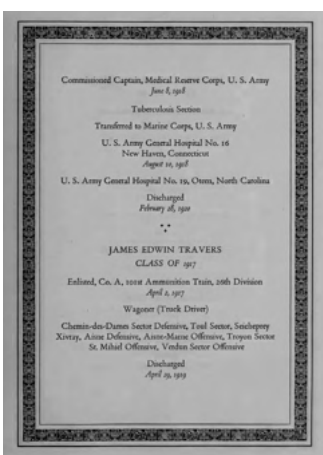 Commissioned Captain, Medical Reserve Corps, U. S. Army
June 8, 1918
Tuberculosis Section
Transferred to Marine Corps, U. S. Army
U. S. Army General Hospital No. 16
New Haven, Connecticut
August 10, 1918
U. S. Army General Hospital No. 19, Oteen, North Carolina
Discharged
February 28, 1920
JAMES EDWIN TRAVERS
CLASS OF 1917
Enlisted, Co. A, 101st Ammunition Train, 26th Division
April 2, 1917
Wagoner (Truck Driver)
Chemin-des-Dames Sector Defensive, Toul Sector, Seicheprey
Xivray, Aisne Defensive, Aisne-Marne Offensive, Troyon Sector
St. Mihiel Offensive, Verdun Sector Offensive
Discharged
April 29, 1919